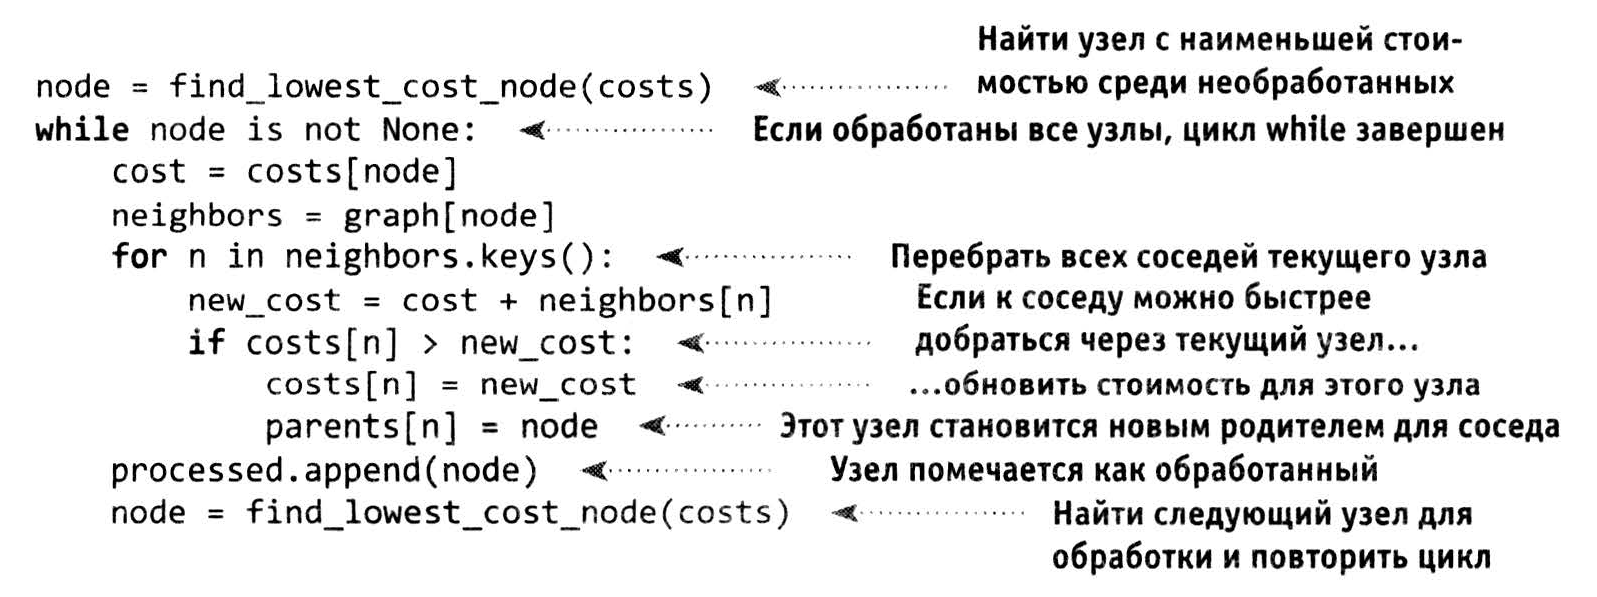 Найти узел с наименьшей стои-
node = find_lowest_cost_node(costs) мостью среди необработанных
while node is not None: Если обработаны все узлы, цикл while завершен
cost = costs[node]
neighbors = graph[node]
for n in neighbors.keys(): Перебрать всех соседей текущего узла
new_cost = cost + neighbors[n] Если к соседу можно быстрее
if costs[n] > new_cost: добраться через текущий узел...
costs[n] = new_cost ...обновить стоимость для этого узла
parents[n] = node Этот узел становится новым родителем для соседа
processed.append(node) Узел помечается как обработанный
node = find_lowest_cost_node(costs) Найти следующий узел для
обработки и повторить цикл